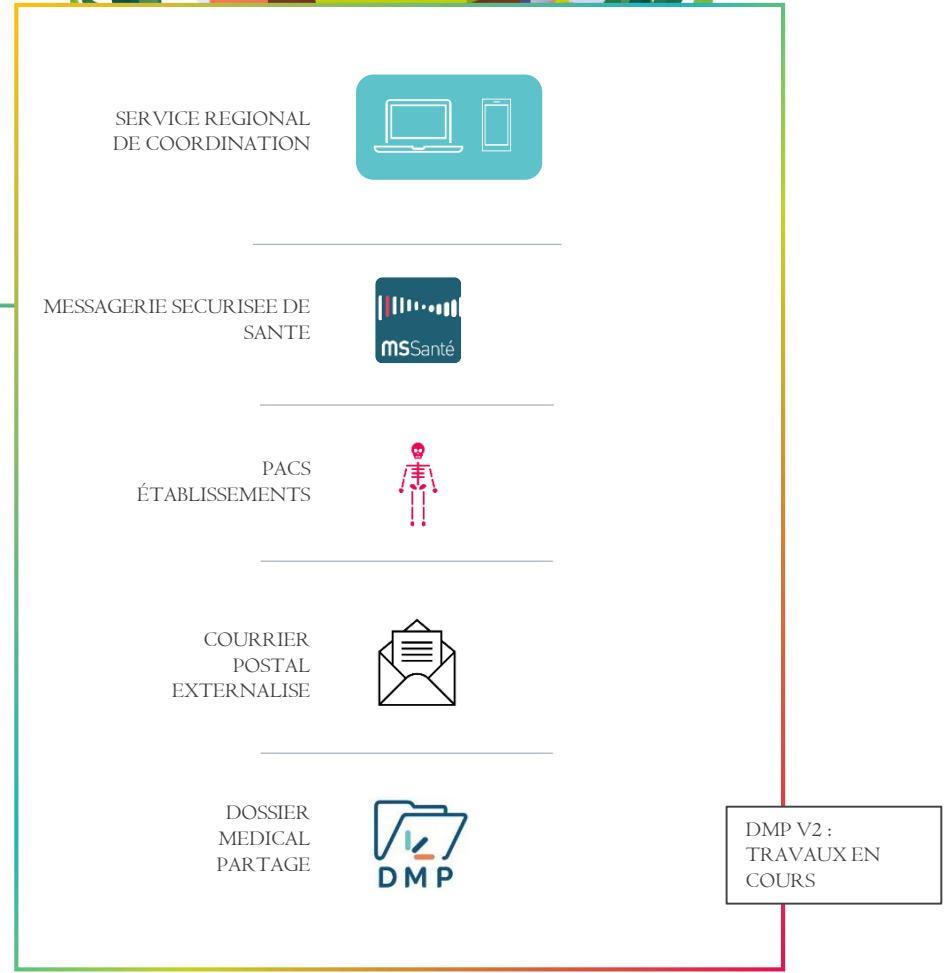 SERVICE REGIONAL
DE COORDINATION
MESSAGERIE SECURISEE DE
SANTE
msSanté
PACS
ÉTABLISSEMENTS
COURRIER
POSTAL
EXTERNALISE
DOSSIER
MEDICAL
PARTAGE
DMP
DMP V2 :
TRAVAUX EN
COURS